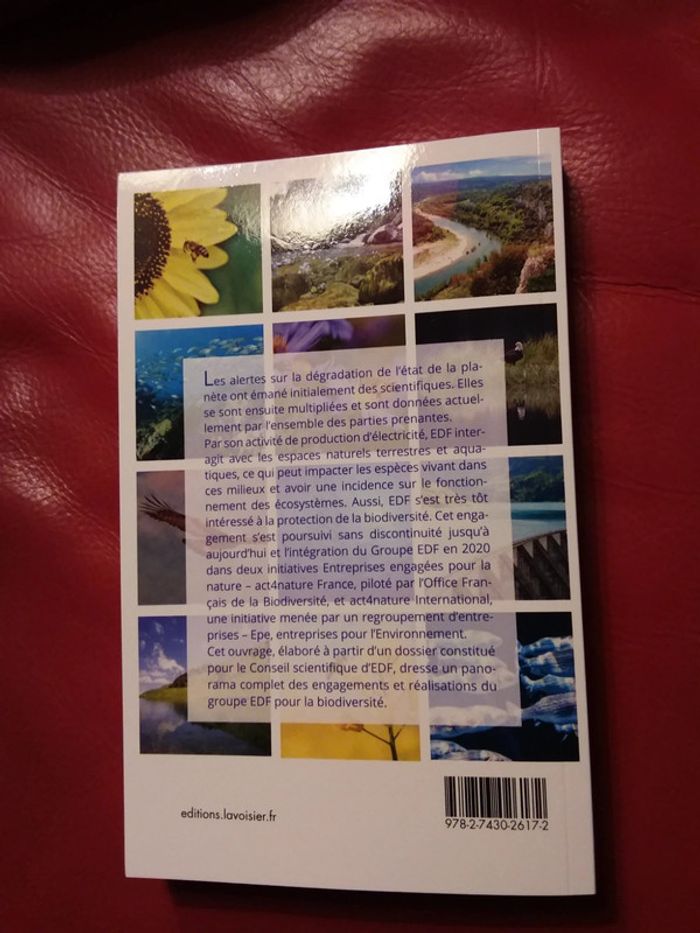 Les alertes sur la dégradation de l'état de la pla-
nète ont émané initialement des scientifiques. Elles
se sont ensuite multipliées et sont données actuel-
lement par l'ensemble des parties prenantes.
Par son activité de production d'électricité, EDF inter-
agit avec les espaces naturels terrestres et aqua-
tiques, ce qui peut impacter les espèces vivant dans
ces milieux et avoir une incidence sur le fonction-
nement des écosystèmes. Aussi, EDF s'est très tôt
intéressé à la protection de la biodiversité. Cet enga-
gement s'est poursuivi sans discontinuité jusqu'à
aujourd'hui et l'intégration du Groupe EDF en 2020
dans deux initiatives Entreprises engagées pour la
nature – act4nature France, piloté par l'Office Fran-
çais de la Biodiversité, et act4nature International,
une initiative menée par un regroupement d'entre-
prises – Epe, entreprises pour l'Environnement.
Cet ouvrage, élaboré à partir d'un dossier constitué
pour le Conseil scientifique d'EDF, dresse un pano-
rama complet des engagements et réalisations du
groupe EDF pour la biodiversité.
editions.lavoisier.fr
978-2-7430-2617-2